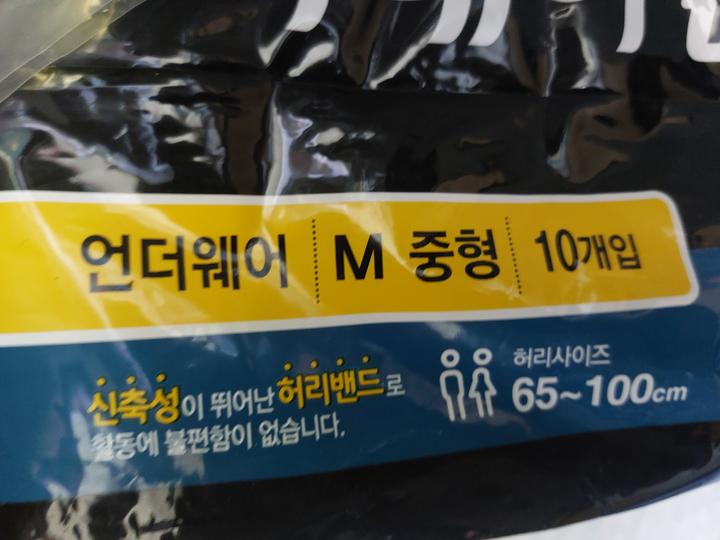 언더웨어 M 중형 10개입
신축성이 뛰어난 허리밴드로
활동에 불편함이 없습니다.
허리사이즈
65~100cm